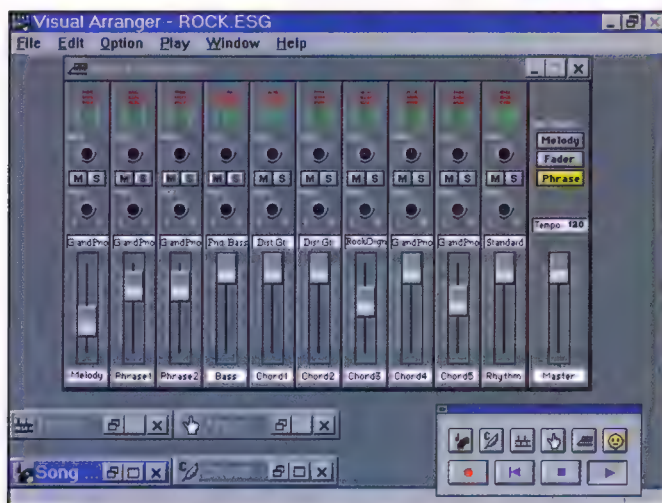 Visual Arranger - ROCK.ESG
File Edit Option Play Window Help
Melody
Fader
Phrase
M S M S M S M S M S M S M S M S M S M S
Tempo 120
GrandPno GrandPno GrandPno Fng.Bass Dist.Gt Dist.Gt RockOrgn GrandPno GrandPno Standard
Melody Phrase1 Phrase2 Bass Chord1 Chord2 Chord3 Chord4 Chord5 Rhythm Master
Song ...